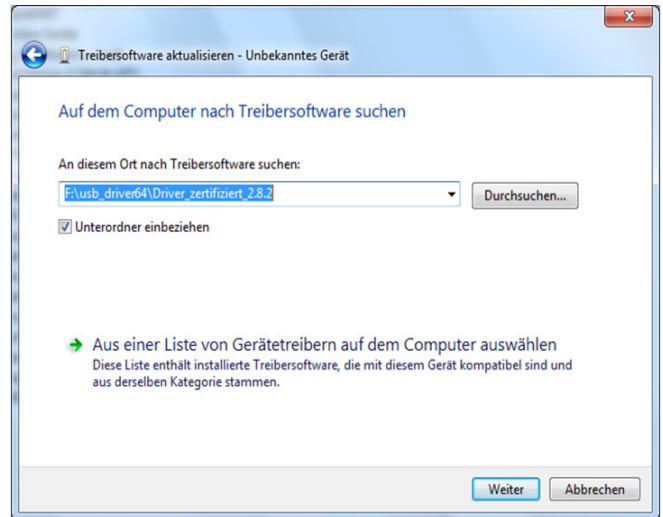 Treibersoftware aktualisieren - Unbekanntes Gerät
Auf dem Computer nach Treibersoftware suchen
An diesem Ort nach Treibersoftware suchen:
F:\usb_driver64\Driver_zertifiziert_2.8.2
Durchsuchen...
Unterordner einbeziehen
Aus einer Liste von Gerätetreibern auf dem Computer auswählen
Diese Liste enthält installierte Treibersoftware, die mit diesem Gerät kompatibel sind und
aus derselben Kategorie stammen.
Weiter
Abbrechen